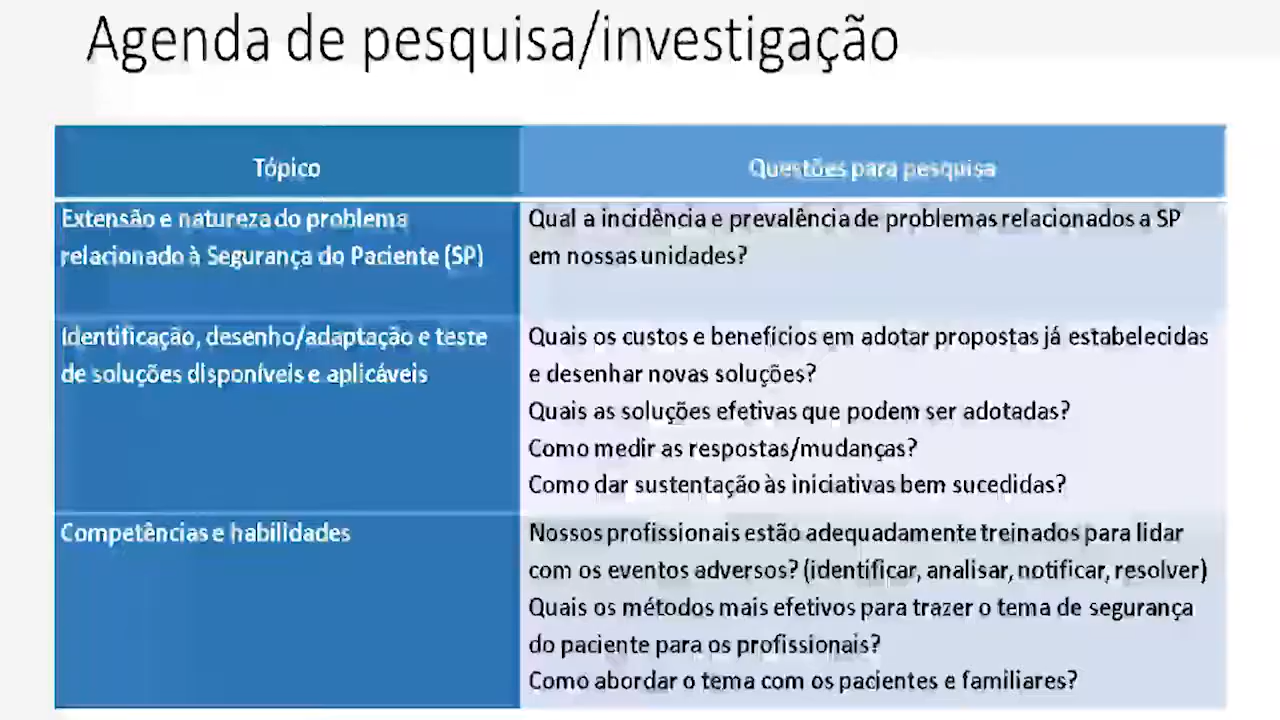 Agenda de pesquisa/investigação
Tópico
Questões para pesquisa
Extensão e natureza do problema
relacionado à Segurança do Paciente (SP)
Qual a incidência e prevalência de problemas relacionados a SP
em nossas unidades?
Identificação, desenho/adaptação e teste
de soluções disponíveis e aplicáveis
Quais os custos e benefícios em adotar propostas já estabelecidas
e desenhar novas soluções?
Quais as soluções efetivas que podem ser adotadas?
Como medir as respostas/mudanças?
Como dar sustentação às iniciativas bem sucedidas?
Competências e habilidades
Nossos profissionais estão adequadamente treinados para lidar
com os eventos adversos? (identificar, analisar, notificar, resolver)
Quais os métodos mais efetivos para trazer o tema de segurança
do paciente para os profissionais?
Como abordar o tema com os pacientes e familiares?